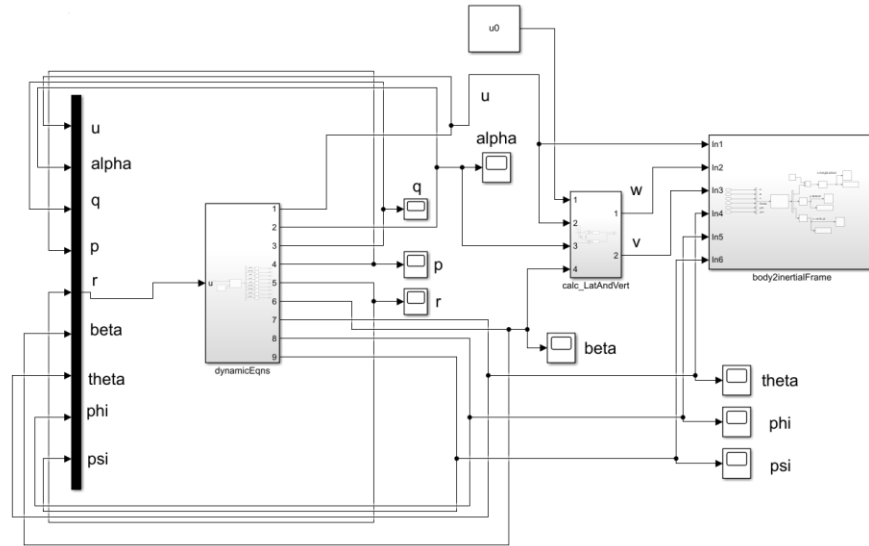 u0
u
alpha
q
p
r
beta
theta
phi
psi
u
1
2
3
4
5
6
7
8
9
dynamicEqns
q
p
r
u
alpha
beta
1
2
3
4
1
2
calc_LatAndVert
w
v
In1
In2
In3
In4
In5
In6
body2inertialFrame
theta
phi
psi